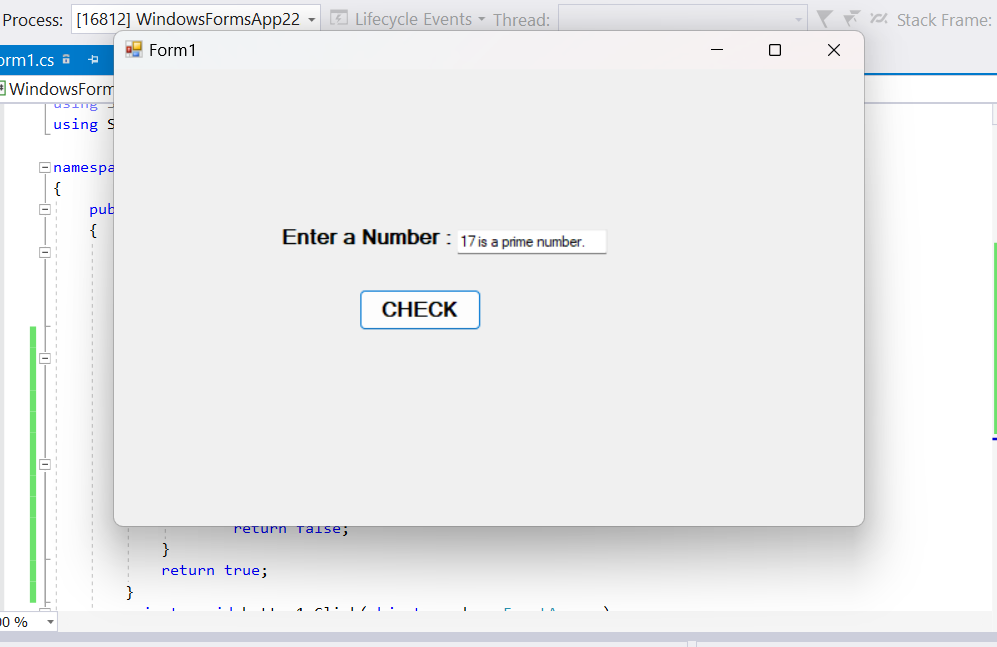 Process: [16812] WindowsFormsApp22 Lifecycle Events Thread: Stack Frame:
Form1
orm1.cs
WindowsForm
using
using S
namespa
{
pub
{
Enter a Number : 17 is a prime number.
CHECK
return false;
}
return true;
}
00 %